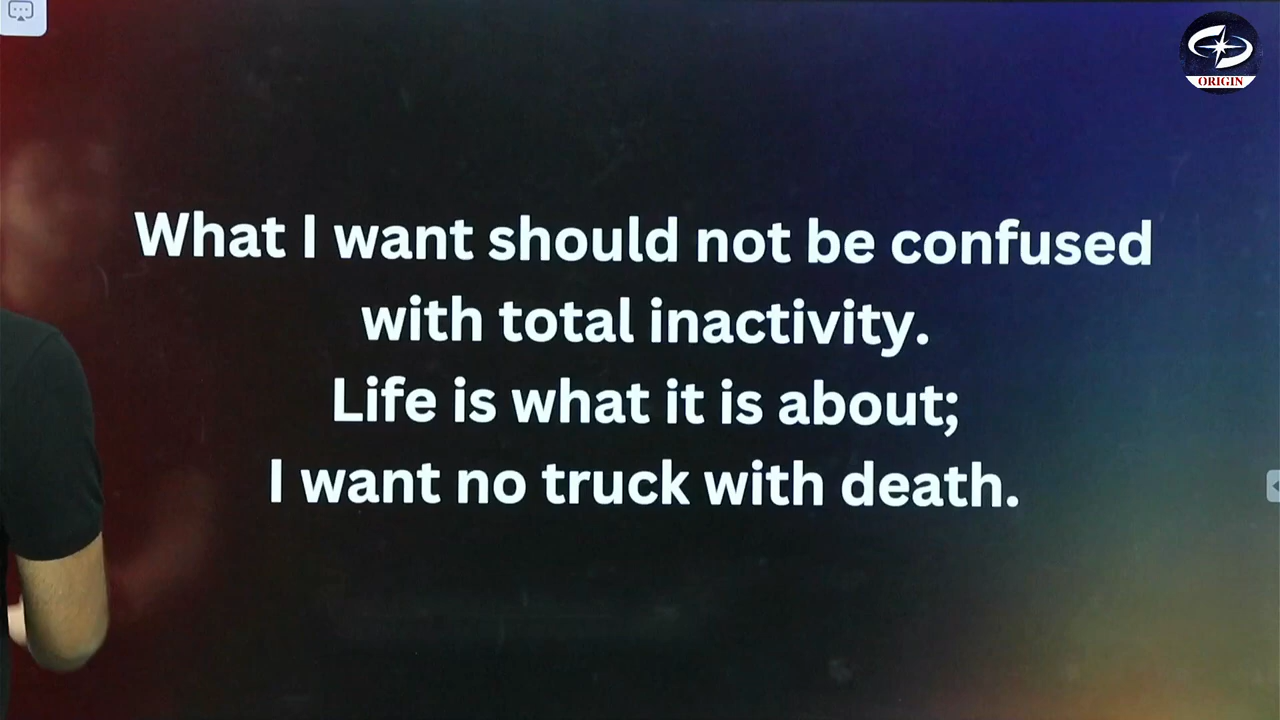 ORIGIN
What I want should not be confused
with total inactivity.
Life is what it is about;
I want no truck with death.